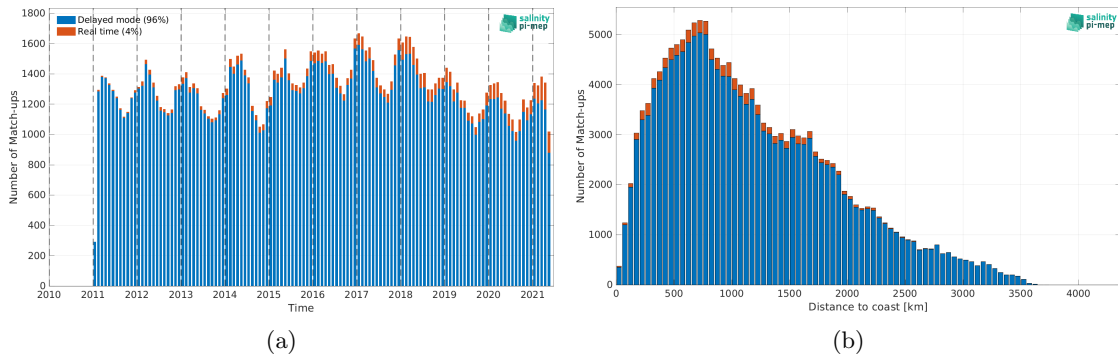 Delayed mode (96%)
Real time (4%)
salinity
pi-mep
Number of Match-ups
1800
1600
1400
1200
1000
800
600
400
200
0
2010 2011 2012 2013 2014 2015 2016 2017 2018 2019 2020 2021
Time
(a)
salinity
pi-mep
Number of Match-ups
5000
4000
3000
2000
1000
0
0 500 1000 1500 2000 2500 3000 3500 4000
Distance to coast [km]
(b)